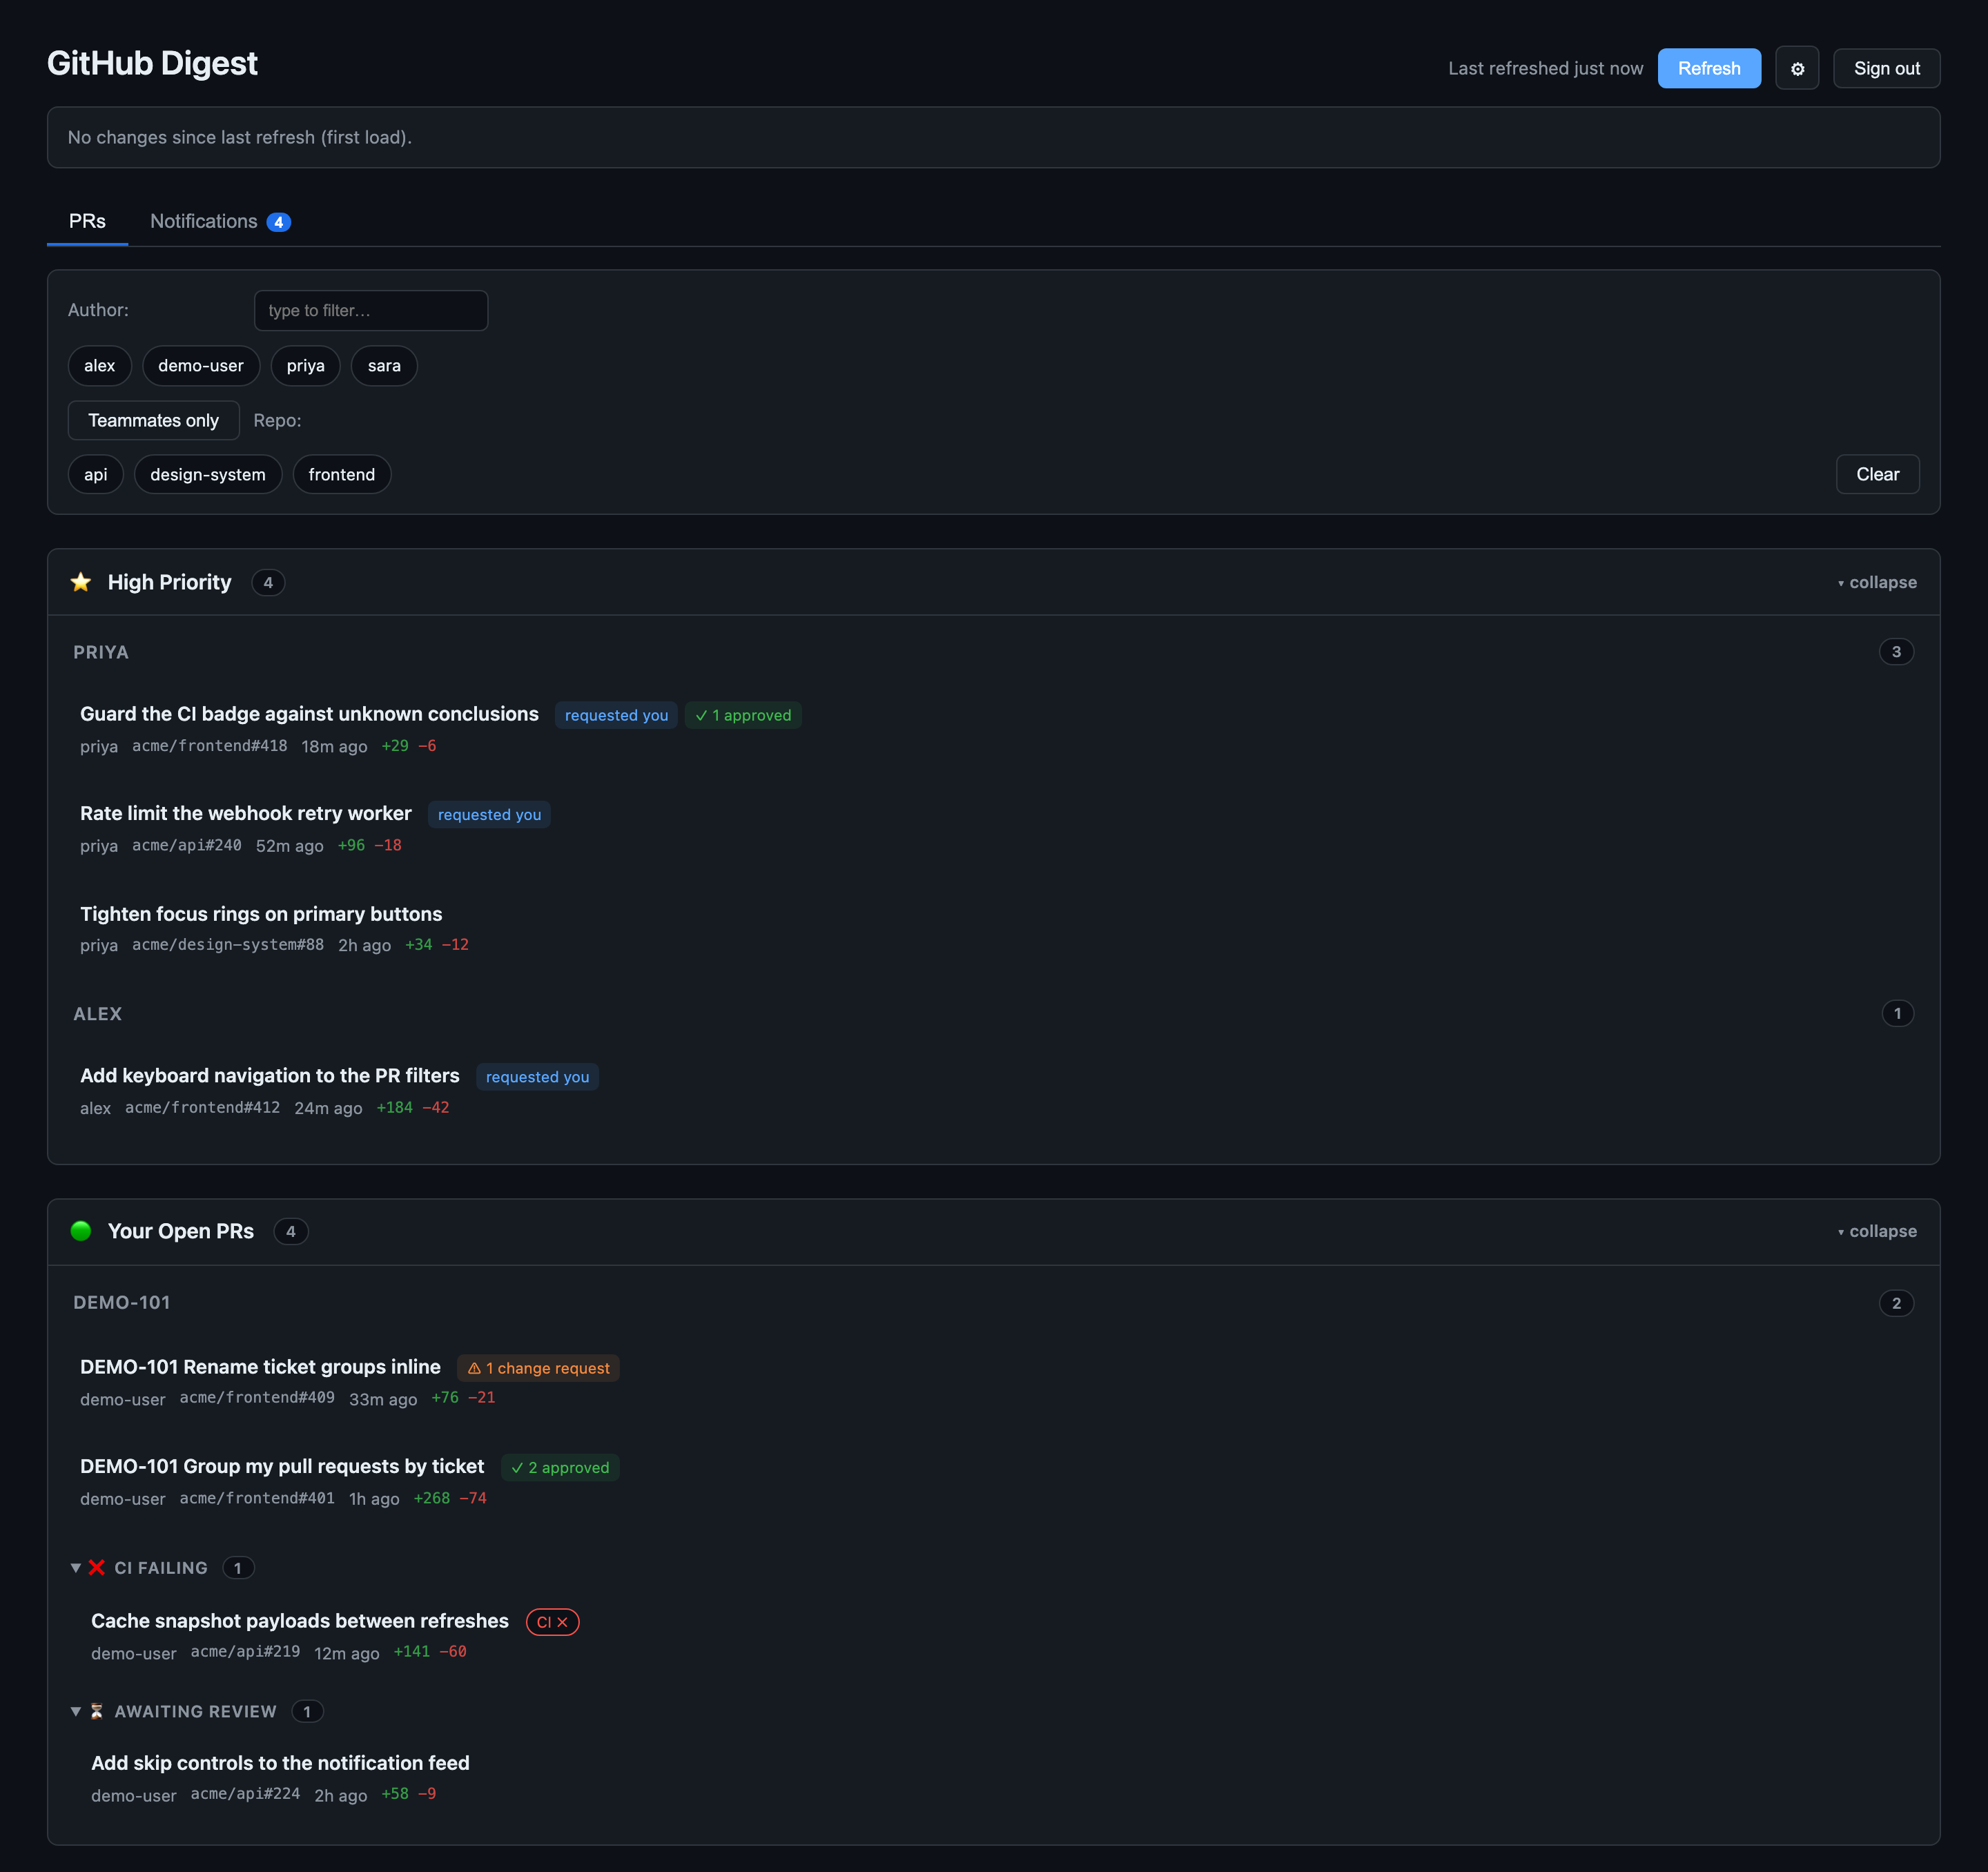 GitHub Digest
Last refreshed just now Refresh ⚙ Sign out
No changes since last refresh (first load).
PRs Notifications 4
Author: type to filter…
alex demo-user priya sara
Teammates only Repo:
api design-system frontend Clear
⭐ High Priority 4 ▾ collapse
PRIYA 3
Guard the CI badge against unknown conclusions requested you ✓ 1 approved
priya acme/frontend#418 18m ago +29 −6
Rate limit the webhook retry worker requested you
priya acme/api#240 52m ago +96 −18
Tighten focus rings on primary buttons
priya acme/design-system#88 2h ago +34 −12
ALEX 1
Add keyboard navigation to the PR filters requested you
alex acme/frontend#412 24m ago +184 −42
🟢 Your Open PRs 4 ▾ collapse
DEMO-101 2
DEMO-101 Rename ticket groups inline ⚠ 1 change request
demo-user acme/frontend#409 33m ago +76 −21
DEMO-101 Group my pull requests by ticket ✓ 2 approved
demo-user acme/frontend#401 1h ago +268 −74
▼ ❌ CI FAILING 1
Cache snapshot payloads between refreshes CI ✕
demo-user acme/api#219 12m ago +141 −60
▼ ⏳ AWAITING REVIEW 1
Add skip controls to the notification feed
demo-user acme/api#224 2h ago +58 −9